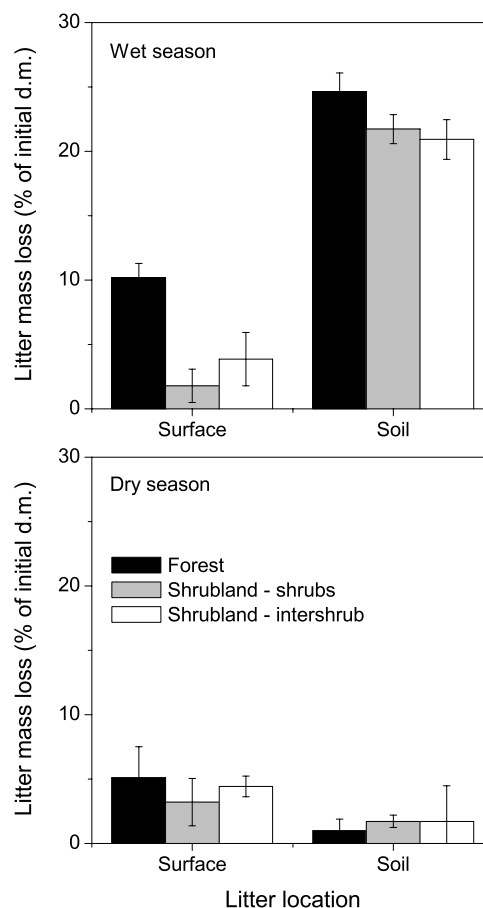 30
Wet season
20
10
0
Litter mass loss (% of initial d.m.)
Surface Soil
30
Dry season
Forest
Shrubland - shrubs
Shrubland - intershrub
20
10
0
Litter mass loss (% of initial d.m.)
Surface Soil
Litter location